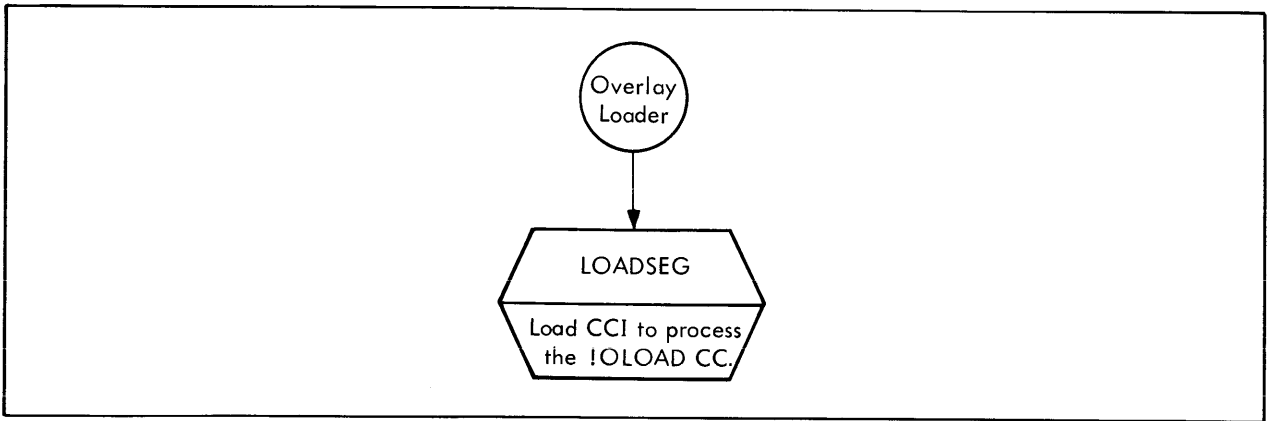 Overlay
Loader
LOADSEG
Load CCI to process
the !OLOAD CC.